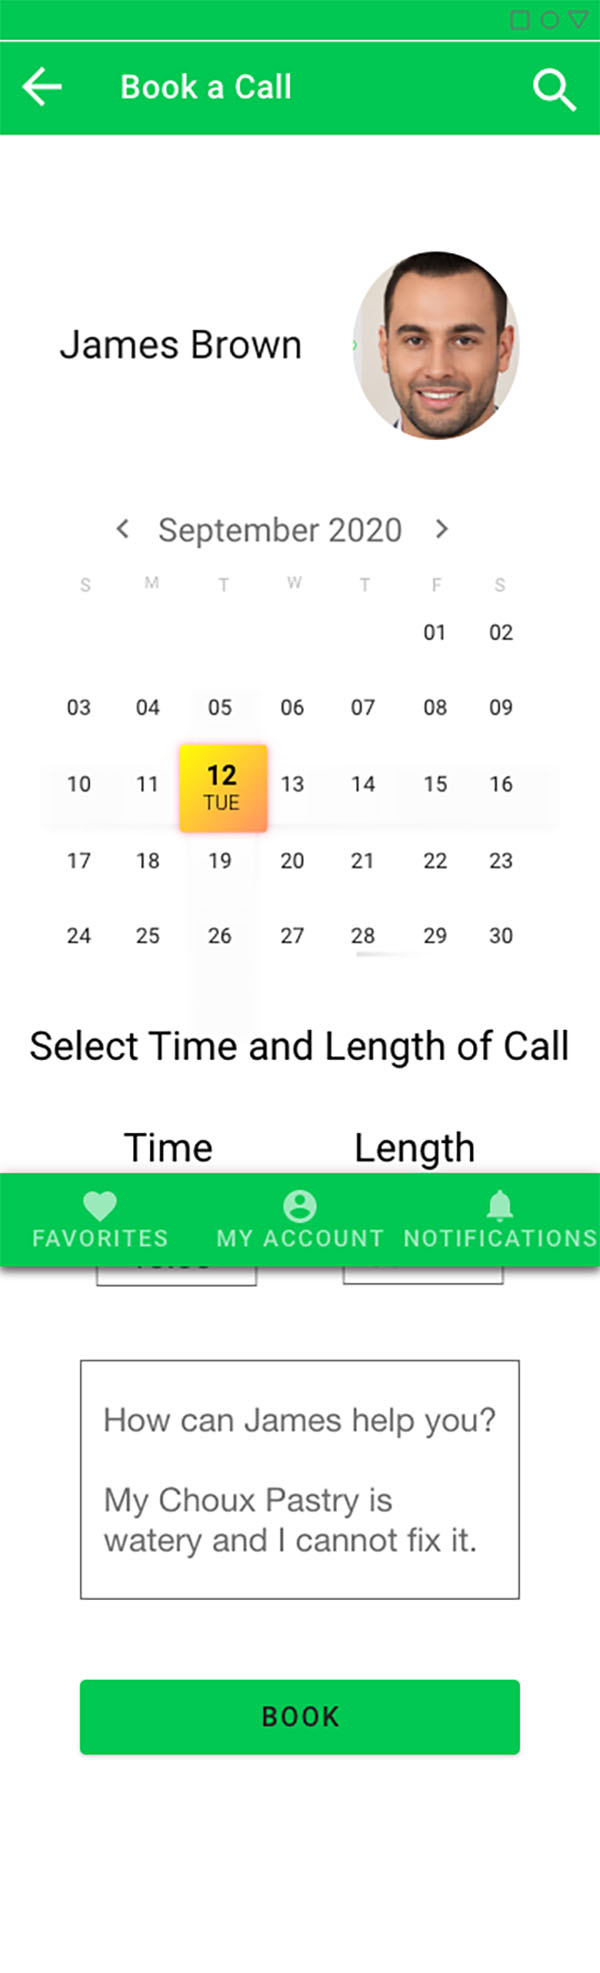 Book a Call
James Brown
September 2020
S M T W T F S
01 02
03 04 05 06 07 08 09
10 11 12 13 14 15 16
TUE
17 18 19 20 21 22 23
24 25 26 27 28 29 30
Select Time and Length of Call
Time Length
FAVORITES MY ACCOUNT NOTIFICATIONS
How can James help you?
My Choux Pastry is
watery and I cannot fix it.
BOOK